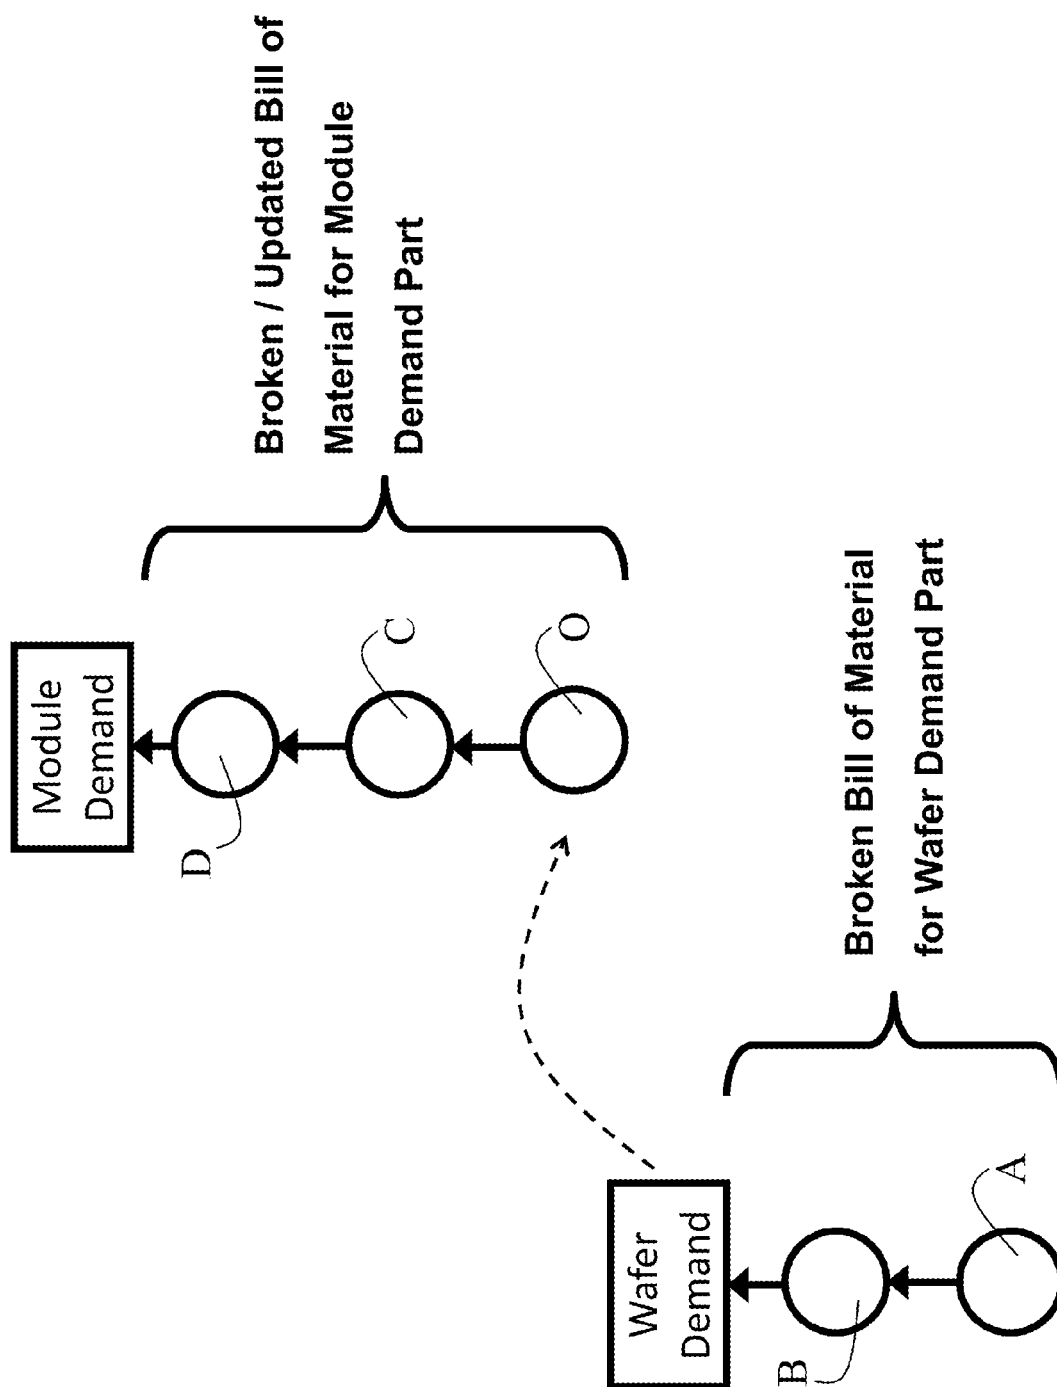 Module
Demand
D
C
O
Broken / Updated Bill of
Material for Module
Demand Part
Wafer
Demand
B
A
Broken Bill of Material
for Wafer Demand Part